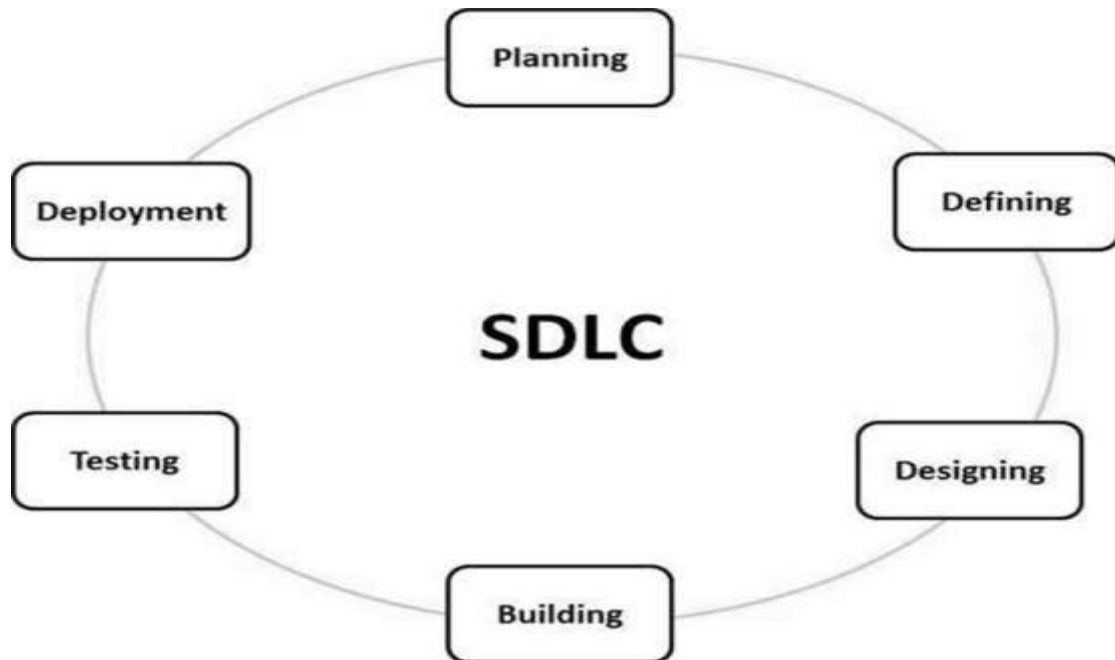 Planning
Defining
Designing
Building
Testing
Deployment
SDLC